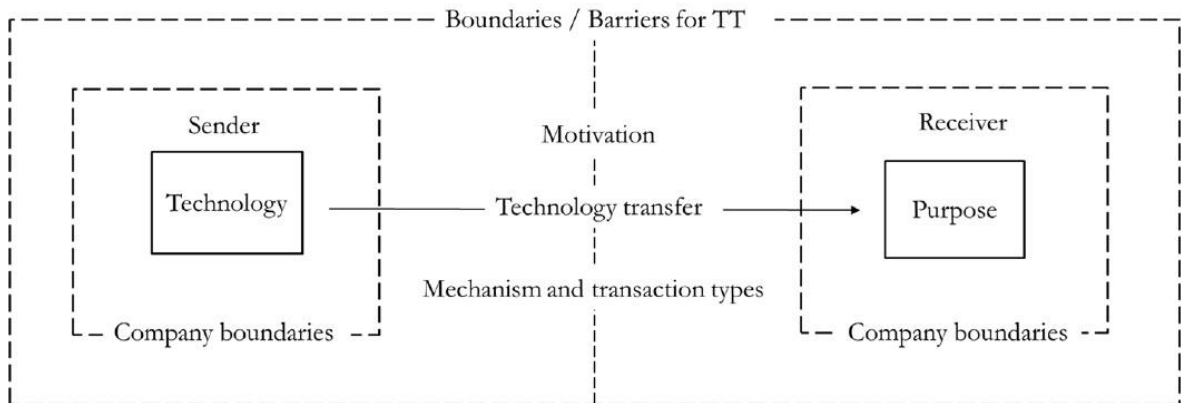 Boundaries / Barriers for TT
Sender
Receiver
Motivation
Technology
Technology transfer
Purpose
Mechanism and transaction types
Company boundaries
Company boundaries